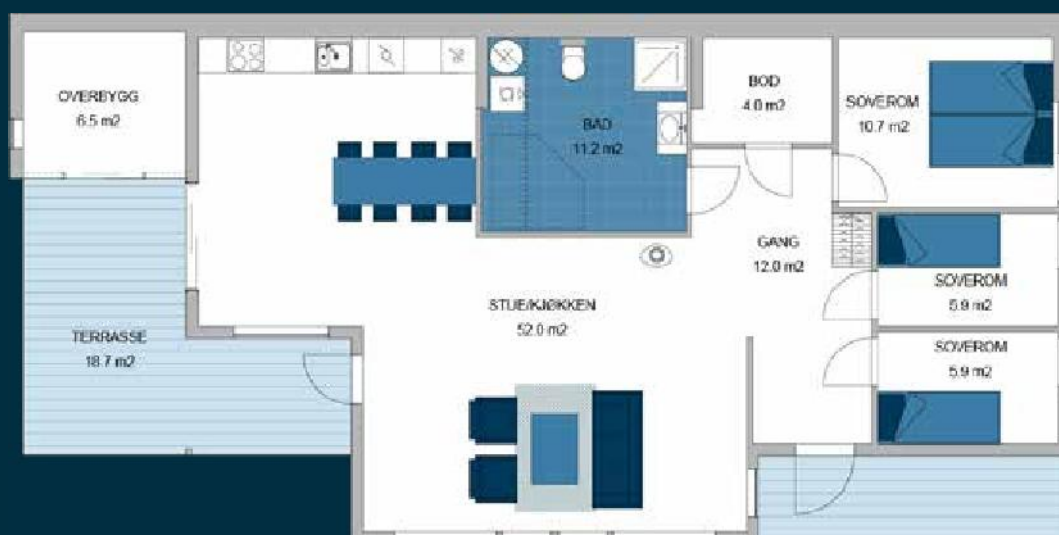 OVERBYGG
6.5 m2
BAD
11.2 m2
BOD
4.0 m2
SOVEROM
10.7 m2
GANG
12.0 m2
SOVEROM
5.9 m2
STUE/KJØKKEN
52.0 m2
TERRASSE
18.7 m2
SOVEROM
5.9 m2